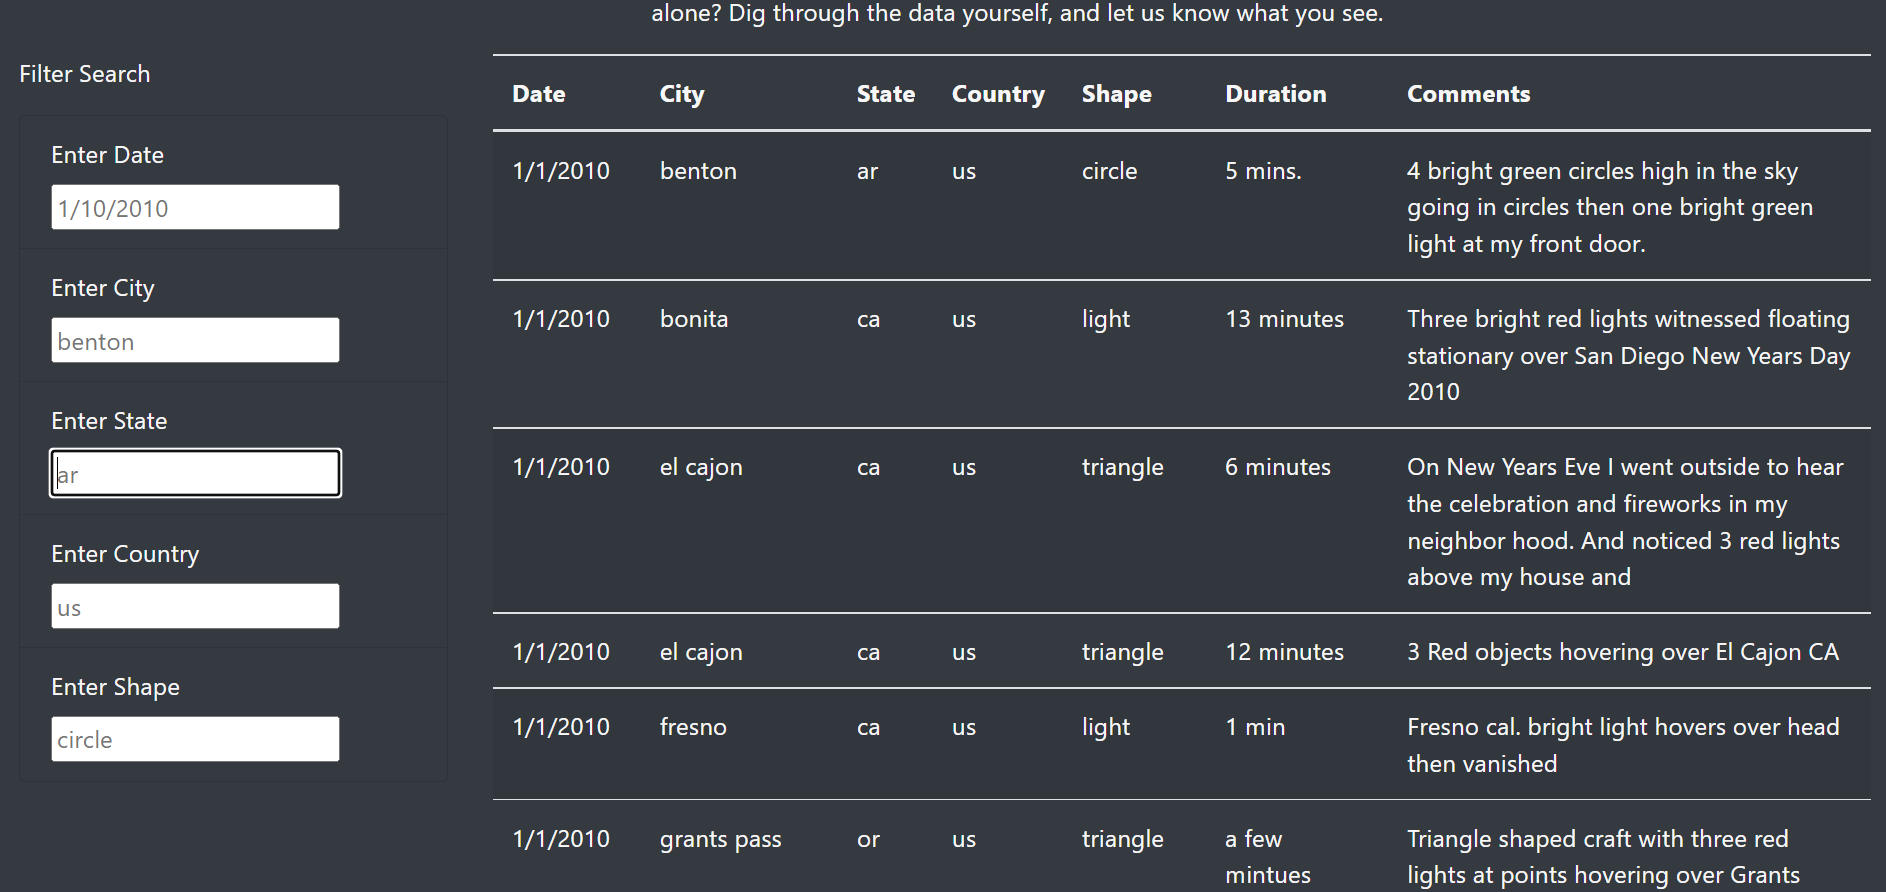 alone? Dig through the data yourself, and let us know what you see.
Filter Search
Enter Date
1/10/2010
Enter City
benton
Enter State
ar
Enter Country
us
Enter Shape
circle
Date City State Country Shape Duration Comments
1/1/2010 benton ar us circle 5 mins. 4 bright green circles high in the sky
going in circles then one bright green
light at my front door.
1/1/2010 bonita ca us light 13 minutes Three bright red lights witnessed floating
stationary over San Diego New Years Day
2010
1/1/2010 el cajon ca us triangle 6 minutes On New Years Eve I went outside to hear
the celebration and fireworks in my
neighbor hood. And noticed 3 red lights
above my house and
1/1/2010 el cajon ca us triangle 12 minutes 3 Red objects hovering over El Cajon CA
1/1/2010 fresno ca us light 1 min Fresno cal. bright light hovers over head
then vanished
1/1/2010 grants pass or us triangle a few Triangle shaped craft with three red
mintues lights at points hovering over Grants